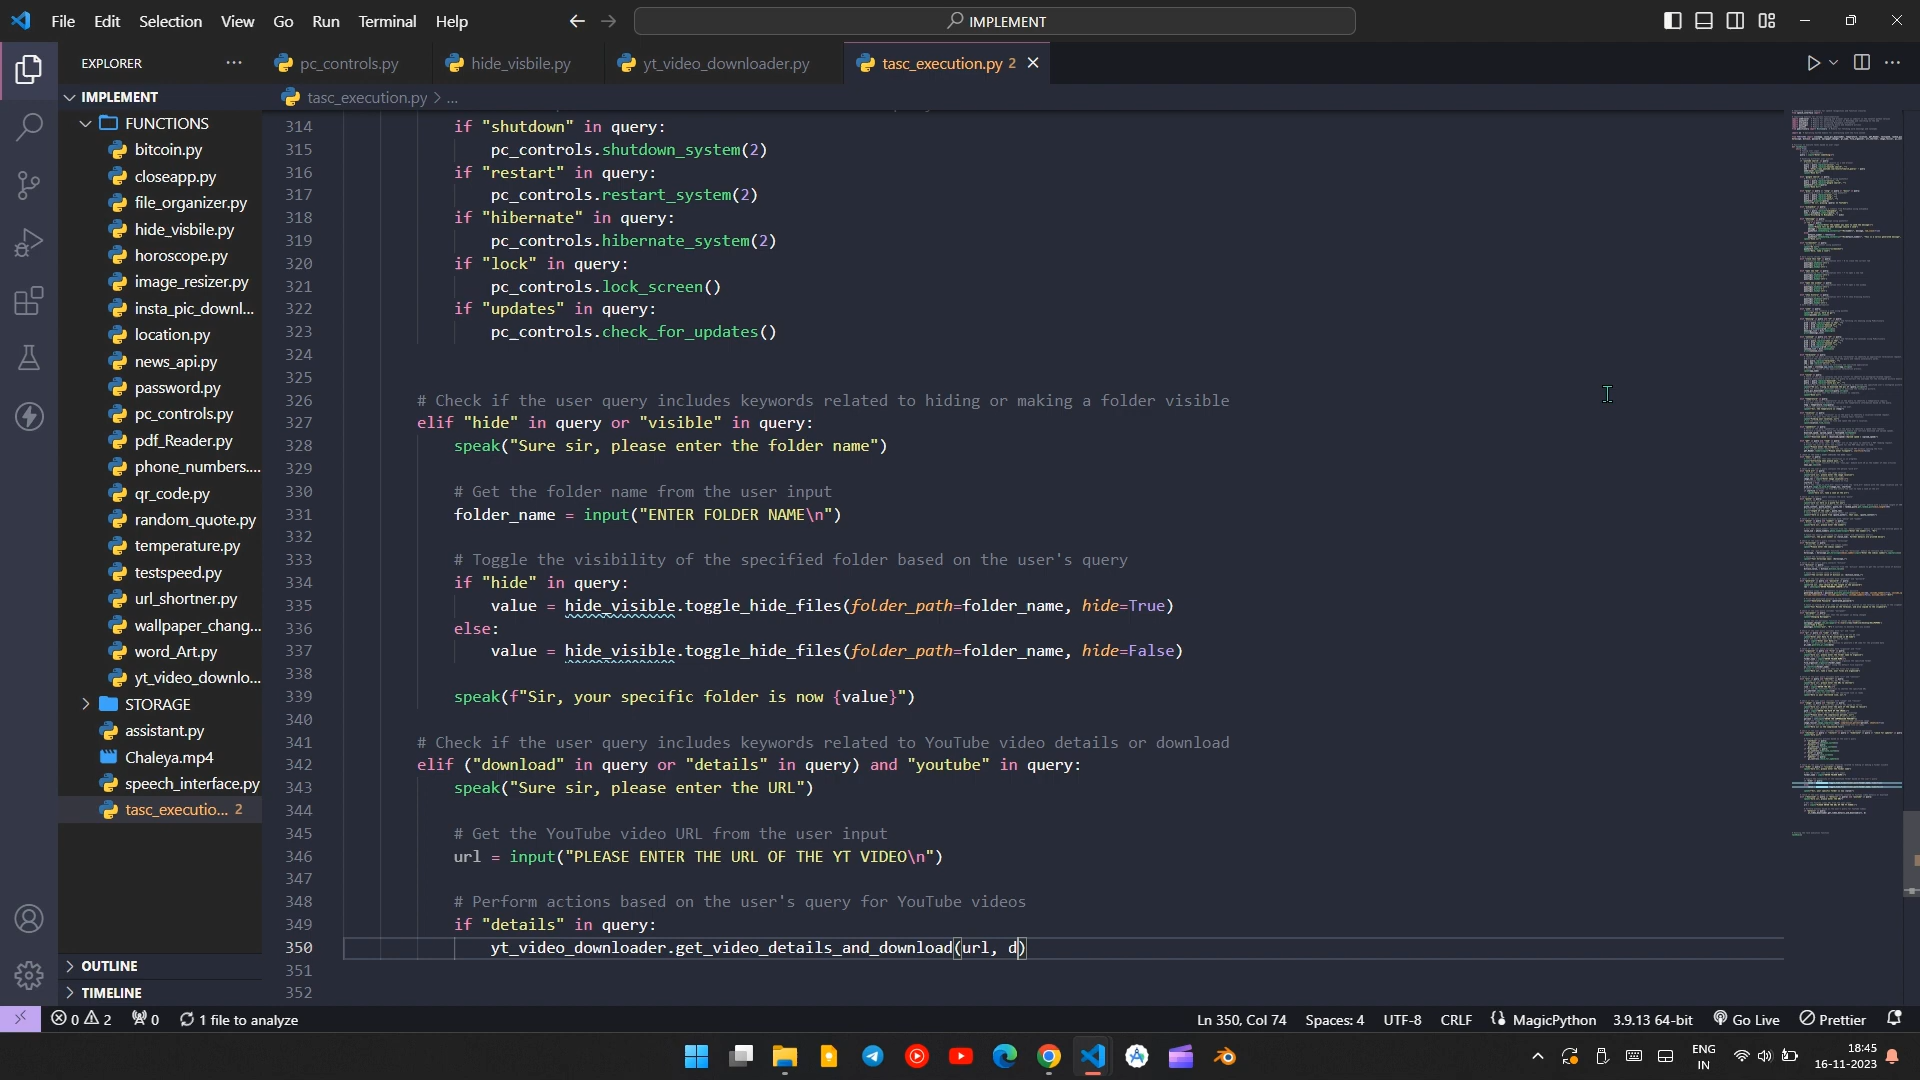 File Edit Selection View Go Run Terminal Help
IMPLEMENT
EXPLORER
pc_controls.py
hide_visbile.py
yt_video_downloader.py
tasc_execution.py 2
IMPLEMENT
tasc_execution.py > ...
FUNCTIONS
bitcoin.py
closeapp.py
file_organizer.py
hide_visbile.py
horoscope.py
image_resizer.py
insta_pic_downl...
location.py
news_api.py
password.py
pc_controls.py
pdf_Reader.py
phone_numbers....
qr_code.py
random_quote.py
temperature.py
testspeed.py
url_shortner.py
wallpaper_chang...
word_Art.py
yt_video_downlo...
STORAGE
assistant.py
Chaleya.mp4
speech_interface.py
tasc_executio... 2
OUTLINE
TIMELINE
314 if "shutdown" in query:
315 pc_controls.shutdown_system(2)
316 if "restart" in query:
317 pc_controls.restart_system(2)
318 if "hibernate" in query:
319 pc_controls.hibernate_system(2)
320 if "lock" in query:
321 pc_controls.lock_screen()
322 if "updates" in query:
323 pc_controls.check_for_updates()
324
325
326 # Check if the user query includes keywords related to hiding or making a folder visible
327 elif "hide" in query or "visible" in query:
328 speak("Sure sir, please enter the folder name")
329
330 # Get the folder name from the user input
331 folder_name = input("ENTER FOLDER NAME\n")
332
333 # Toggle the visibility of the specified folder based on the user's query
334 if "hide" in query:
335 value = hide_visible.toggle_hide_files(folder_path=folder_name, hide=True)
336 else:
337 value = hide_visible.toggle_hide_files(folder_path=folder_name, hide=False)
338
339 speak(f"Sir, your specific folder is now {value}")
340
341 # Check if the user query includes keywords related to YouTube video details or download
342 elif ("download" in query or "details" in query) and "youtube" in query:
343 speak("Sure sir, please enter the URL")
344
345 # Get the YouTube video URL from the user input
346 url = input("PLEASE ENTER THE URL OF THE YT VIDEO\n")
347
348 # Perform actions based on the user's query for YouTube videos
349 if "details" in query:
350 yt_video_downloader.get_video_details_and_download(url, d)
351
352
0 2 0 1 file to analyze
Ln 350, Col 74 Spaces: 4 UTF-8 CRLF MagicPython 3.9.13 64-bit Go Live Prettier
ENG
IN
18:45
16-11-2023